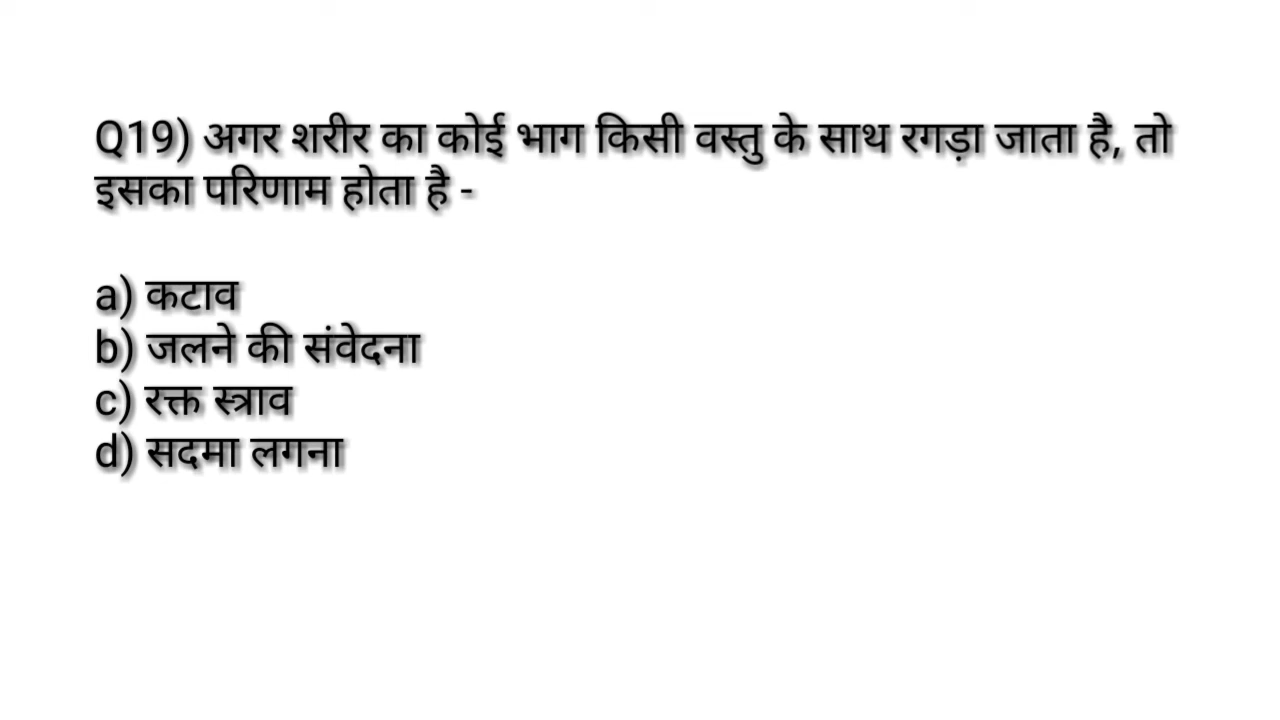 Q19) अगर शरीर का कोई भाग किसी वस्तु के साथ रगड़ा जाता है, तो
इसका परिणाम होता है -
a) कटाव
b) जलने की संवेदना
c) रक्त स्त्राव
d) सदमा लगना